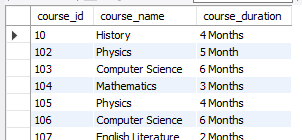 course_id course_name course_duration
10 History 4 Months
102 Physics 5 Month
103 Computer Science 6 Months
104 Mathematics 3 Months
105 Physics 4 Months
106 Computer Science 6 Months
107 English Literature 2 Months